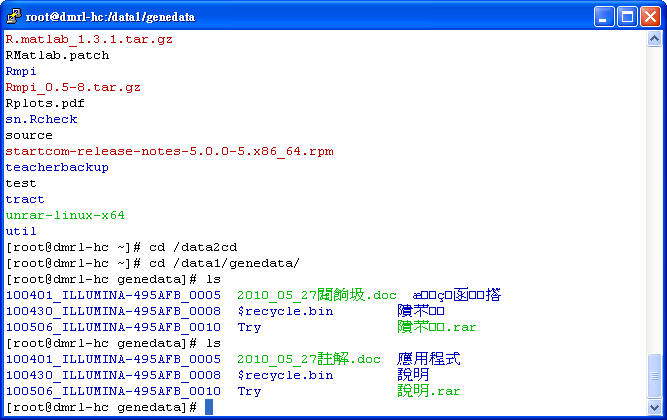 root@dmrl-hc:/data1/genedata
R.matlab_1.3.1.tar.gz
RMatlab.patch
Rmpi
Rmpi_0.5-8.tar.gz
Rplots.pdf
sn.Rcheck
source
startcom-release-notes-5.0.0-5.x86_64.rpm
teacherbackup
test
tract
unrar-linux-x64
util
[root@dmrl-hc ~]# cd /data2cd
[root@dmrl-hc ~]# cd /data1/genedata/
[root@dmrl-hc genedata]# ls
100401_ILLUMINA-495AFB_0005 2010_05_27閮餉圾.doc
100430_ILLUMINA-495AFB_0008 $recycle.bin
100506_ILLUMINA-495AFB_0010 Try .rar
[root@dmrl-hc genedata]# ls
100401_ILLUMINA-495AFB_0005 2010_05_27註解.doc 應用程式
100430_ILLUMINA-495AFB_0008 $recycle.bin 說明
100506_ILLUMINA-495AFB_0010 Try 說明.rar
[root@dmrl-hc genedata]#